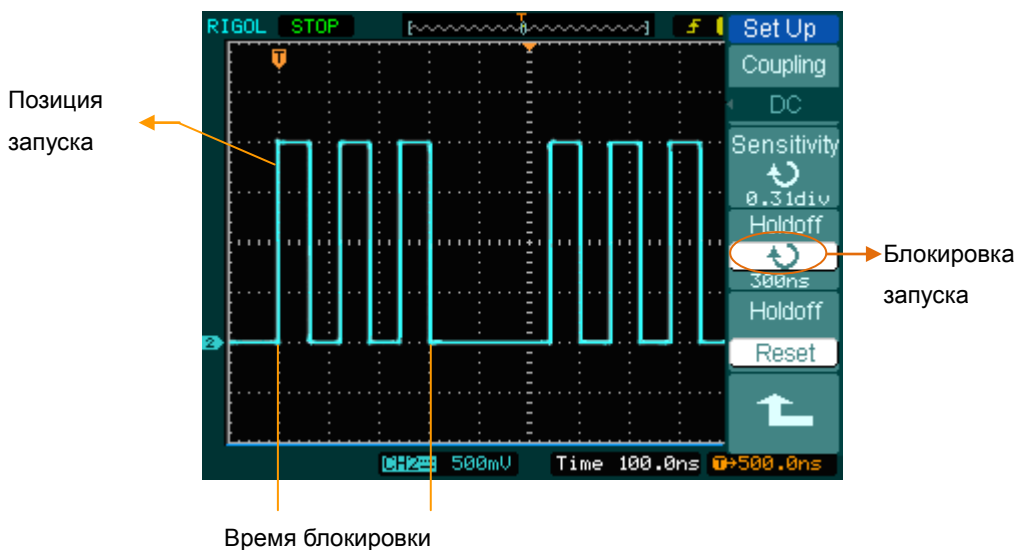 RIGOL STOP
Set Up
Coupling
DC
Sensitivity
0.31div
Holdoff
300ns
Holdoff
Reset
Позиция
запуска
Блокировка
запуска
T
T
2
CH2 500mV Time 100.0ns T→500.0ns
Время блокировки